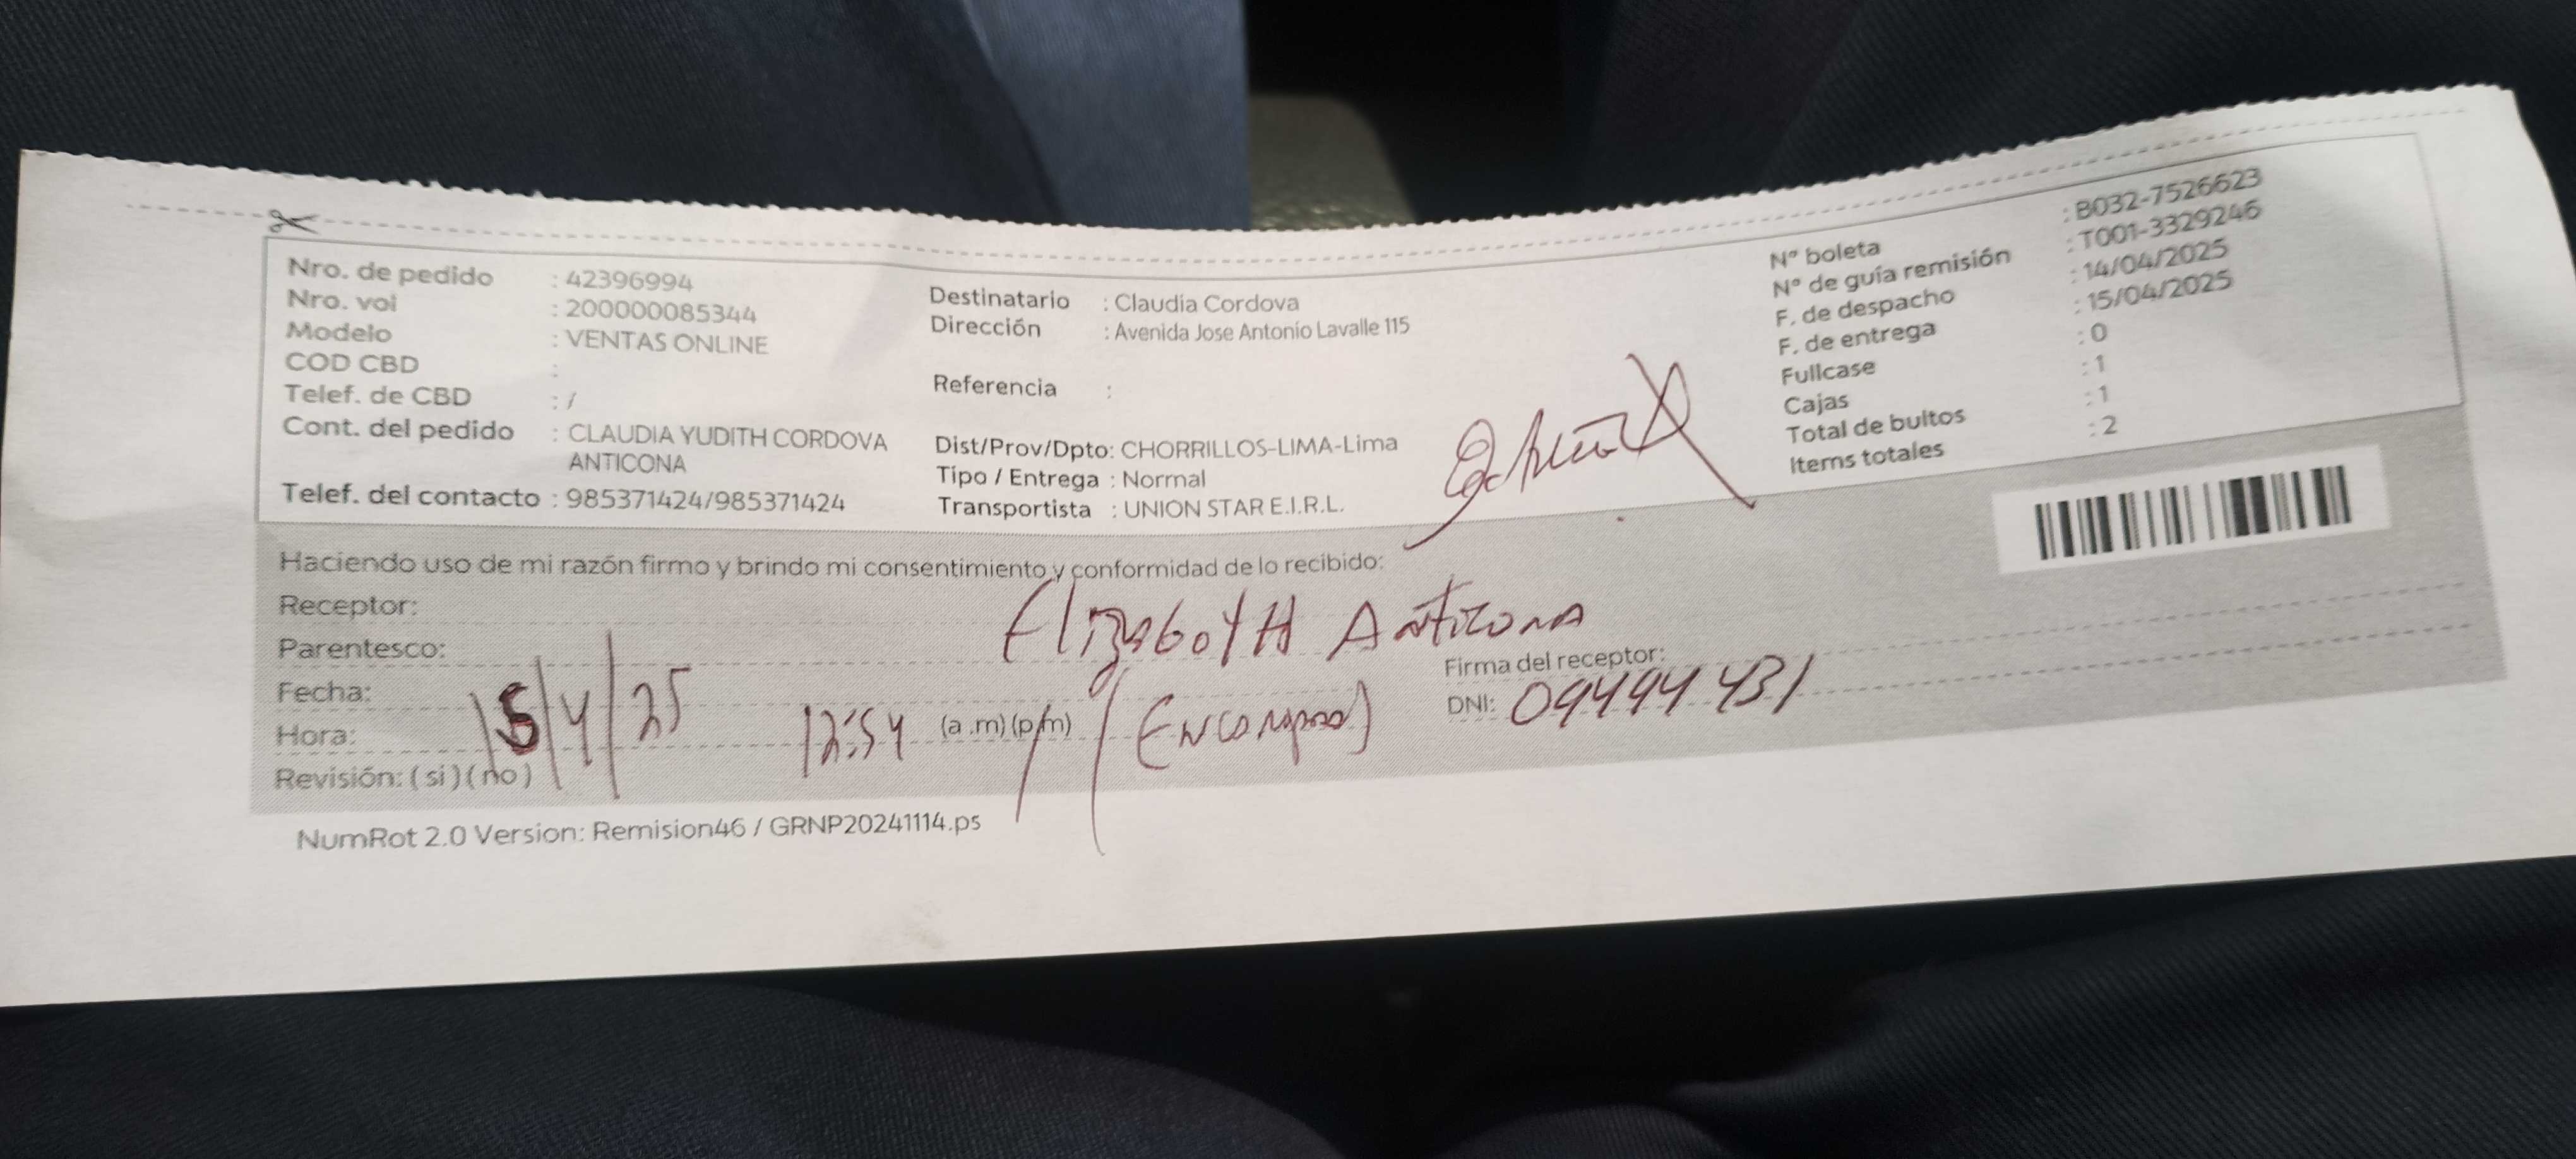 Nro. de pedido : 42396994
Nro. vol : 200000085344
Modelo : VENTAS ONLINE
COD CBD :
Telef. de CBD : /
Cont. del pedido : CLAUDIA YUDITH CORDOVA
ANTICONA
Telef. del contacto : 985371424/985371424
Destinatario : Claudia Cordova
Dirección : Avenida Jose Antonio Lavalle 115
Referencia :
Dist/Prov/Dpto: CHORRILLOS-LIMA-Lima
Tipo / Entrega : Normal
Transportista : UNION STAR E.I.R.L.
N° boleta : B032-7526623
N° de guía remisión : T001-3329246
F. de despacho : 14/04/2025
F. de entrega : 15/04/2025
Fullcase : 0
Cajas : 1
Total de bultos : 1
Items totales : 2
Haciendo uso de mi razón firmo y brindo mi consentimiento y conformidad de lo recibido:
Receptor: Elizaboth Anticona
Parentesco:
Fecha: 15/4/25
Hora: 12:54 (a.m)(p/m)
Revisión: ( si ) ( no )
Firma del receptor:
DNI: 09494431
NumRot 2.0 Version: Remision46 / GRNP20241114.ps